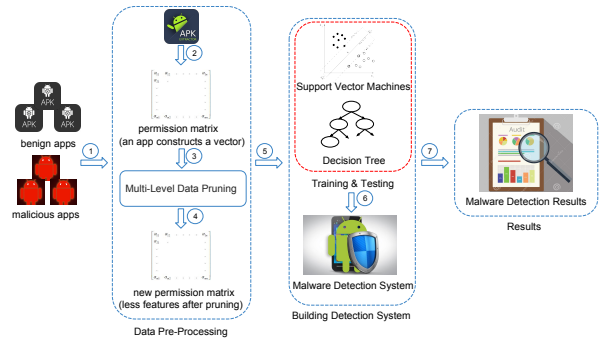 APK
EXTRACTOR
2
permission matrix
(an app constructs a vector)
3
Multi-Level Data Pruning
4
new permission matrix
(less features after pruning)
Data Pre-Processing
APK
APK
APK
benign apps
malicious apps
1
5
Support Vector Machines
Decision Tree
Training & Testing
6
Malware Detection System
Building Detection System
7
Audit
Malware Detection Results
Results